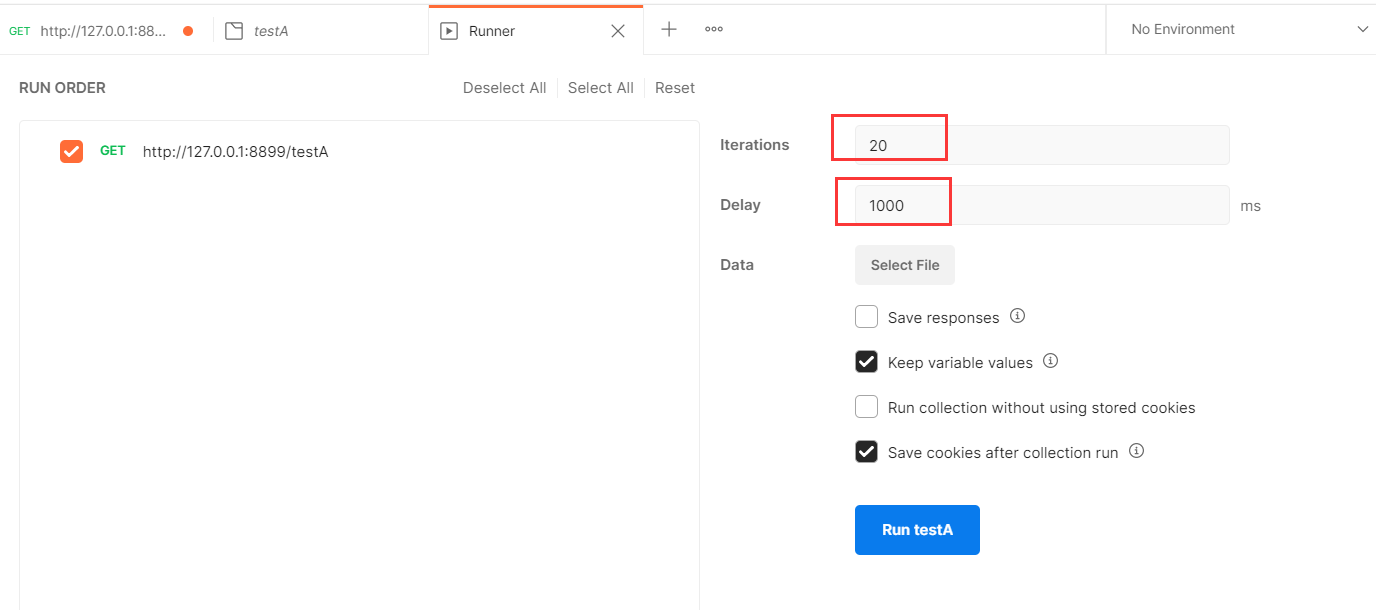 GET http://127.0.0.1:88... testA Runner No Environment
RUN ORDER Deselect All Select All Reset
GET http://127.0.0.1:8899/testA
Iterations 20
Delay 1000 ms
Data Select File
Save responses
Keep variable values
Run collection without using stored cookies
Save cookies after collection run
Run testA